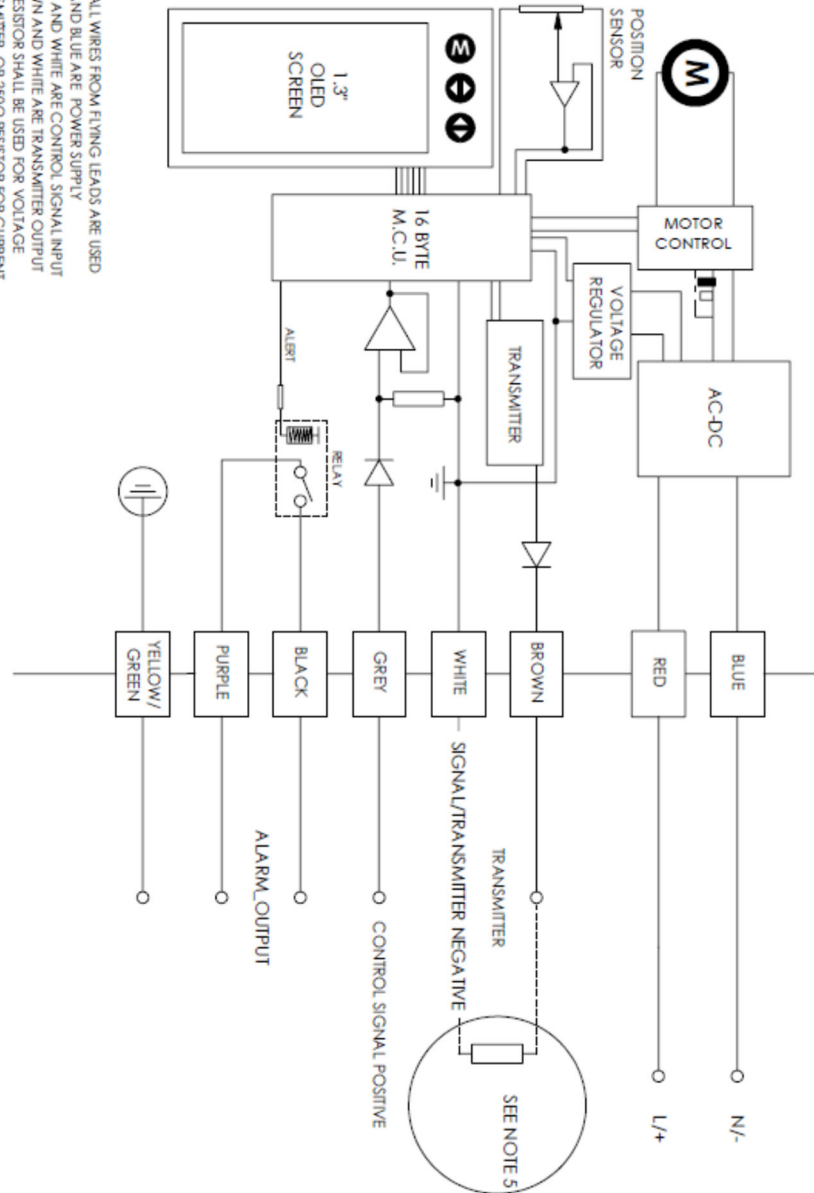 POSITION
SENSOR
M
MOTOR
CONTROL
AC-DC
VOLTAGE
REGULATOR
1.3"
OLED
SCREEN
M
16 BYTE
M.C.U.
TRANSMITTER
ALERT
RELAY
BLUE
RED
BROWN
WHITE
GREY
BLACK
PURPLE
YELLOW/
GREEN
N/-
L/+
TRANSMITTER
SIGNAL/TRANSMITTER NEGATIVE
CONTROL SIGNAL POSITIVE
ALARM_OUTPUT
SEE NOTE 5
ALL WIRES FROM FLYING LEADS ARE USED
AND BLUE ARE POWER SUPPLY
AND WHITE ARE CONTROL SIGNAL INPUT
AND WHITE ARE TRANSMITTER OUTPUT
RESISTOR SHALL BE USED FOR VOLTAGE